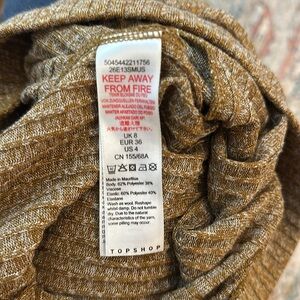 5045442211756
26E13SMUS
KEEP AWAY
FROM FIRE
UK 8
EUR 36
US 4
CN 155/68A
Made in Mauritius
Body: 62% Polyester 38%
Viscose
Elastic: 60% Polyester 40%
Elastane
Wash as wool. Reshape
whilst damp. Do not tumble
dry. Due to the natural
characteristics of the yarn,
some pilling may occur.
TOPSHOP